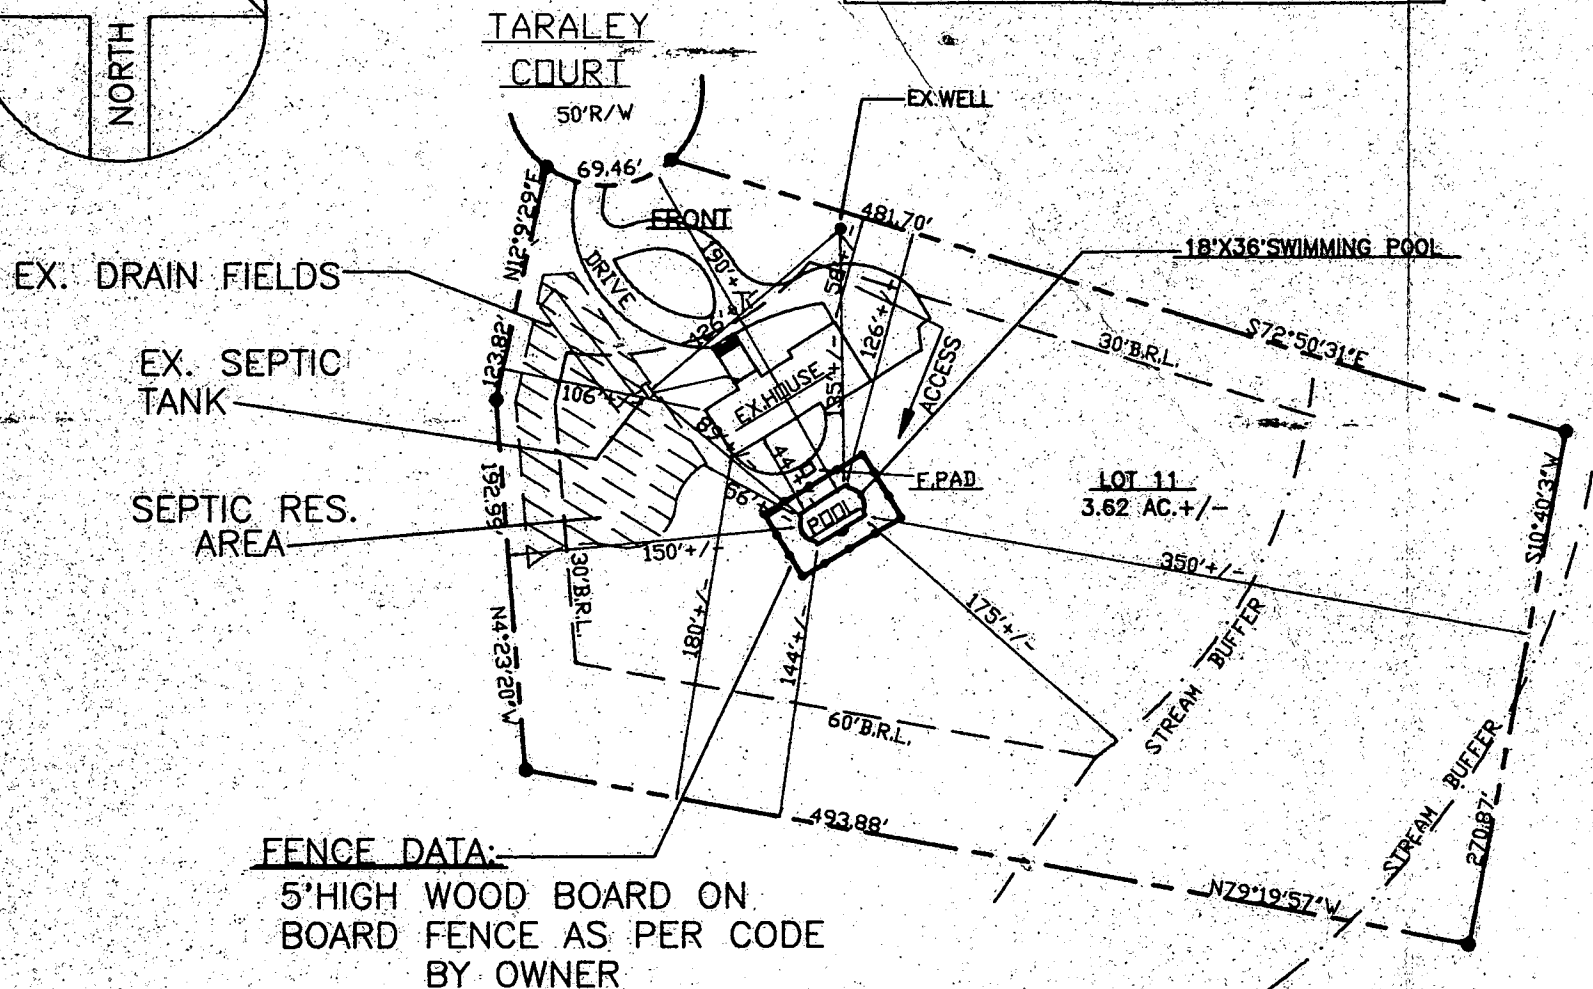 NORTH
TARALEY
COURT
50'R/W
EX.WELL
69.46'
FRONT
481.70'
18'X36'SWIMMING POOL
N12°9'29"E
EX. DRAIN FIELDS
DRIVE
190'+/-
126'+/-
S72°50'31"E
30'B.R.L.
123.82'
EX. SEPTIC
TANK
106'+/-
EX.HOUSE
ACCESS
89'+/-
44'+/-
56'+/-
F.PAD
LOT 11
3.62 AC.+/-
SEPTIC RES.
AREA
POOL
150'+/-
350'+/-
S10°40'3"W
30'B.R.L.
180'+/-
144'+/-
175'+/-
N4°23'20"W
60'B.R.L.
STREAM BUFFER
STREAM BUFFER
270.87'
493.88'
N79°19'57"W
FENCE DATA:
5'HIGH WOOD BOARD ON
BOARD FENCE AS PER CODE
BY OWNER